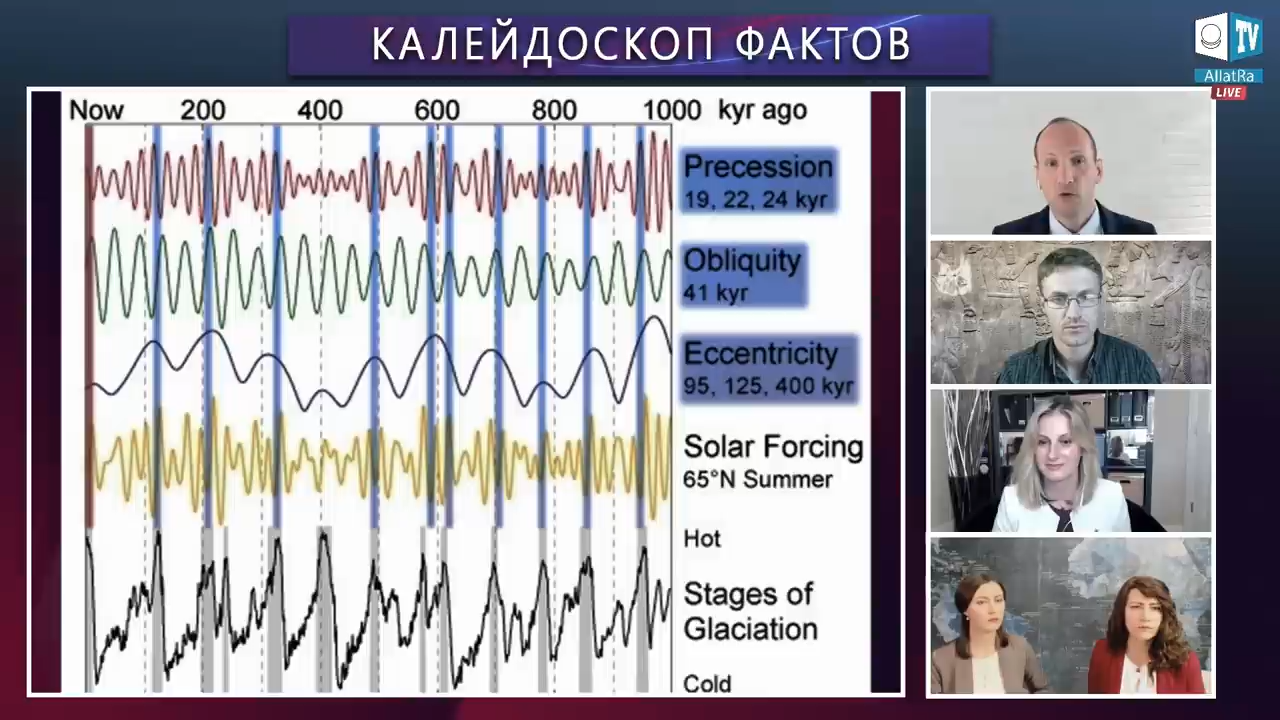 КАЛЕЙДОСКОП ФАКТОВ
TV
AllatRa
LIVE
Now 200 400 600 800 1000 kyr ago
Precession
19, 22, 24 kyr
Obliquity
41 kyr
Eccentricity
95, 125, 400 kyr
Solar Forcing
65°N Summer
Hot
Stages of
Glaciation
Cold